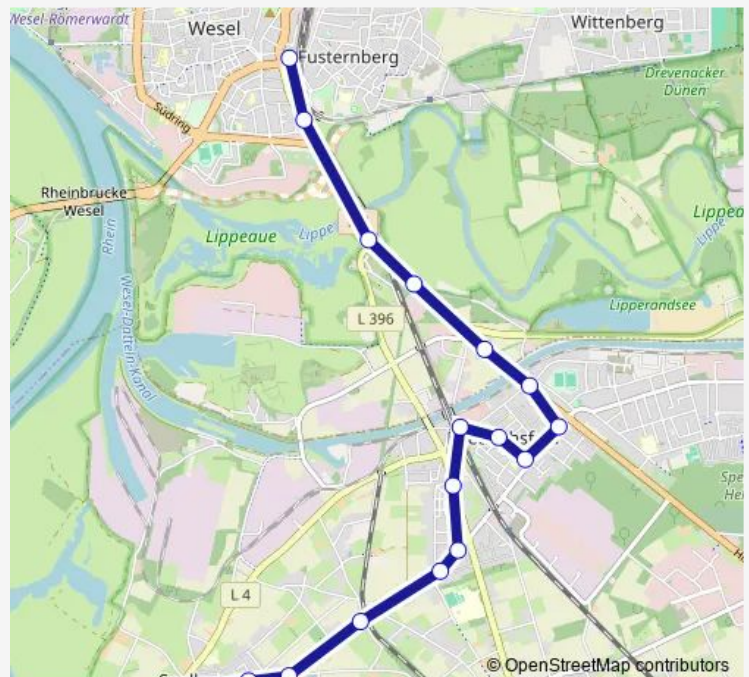 Wesel-Römerwardt
Wesel
Wittenberg
Fusternberg
Drevenacker
Dünen
Südring
Rheinbrücke
Wesel
Rhein
Lippeaue
Lippe
Lippe
Lipperandsee
Wesel-Datteln-Kanal
L 396
L 4
© OpenStreetMap contributors